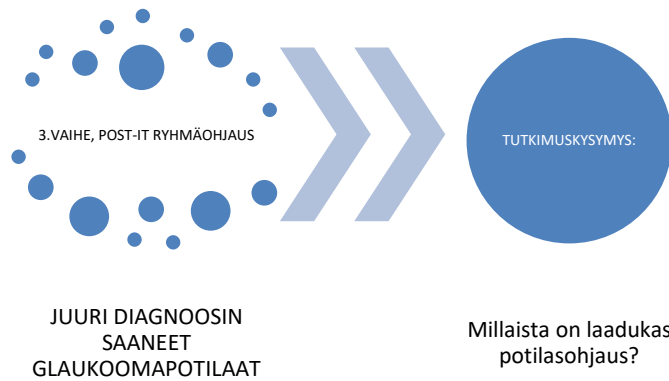 3.VAIHE, POST-IT RYHMÄOHJAUS
TUTKIMUSKYSYMYS:
JUURI DIAGNOOSIN
SAANEET
GLAUKOOMAPOTILAAT
Millaista on laadukas
potilasohjaus?